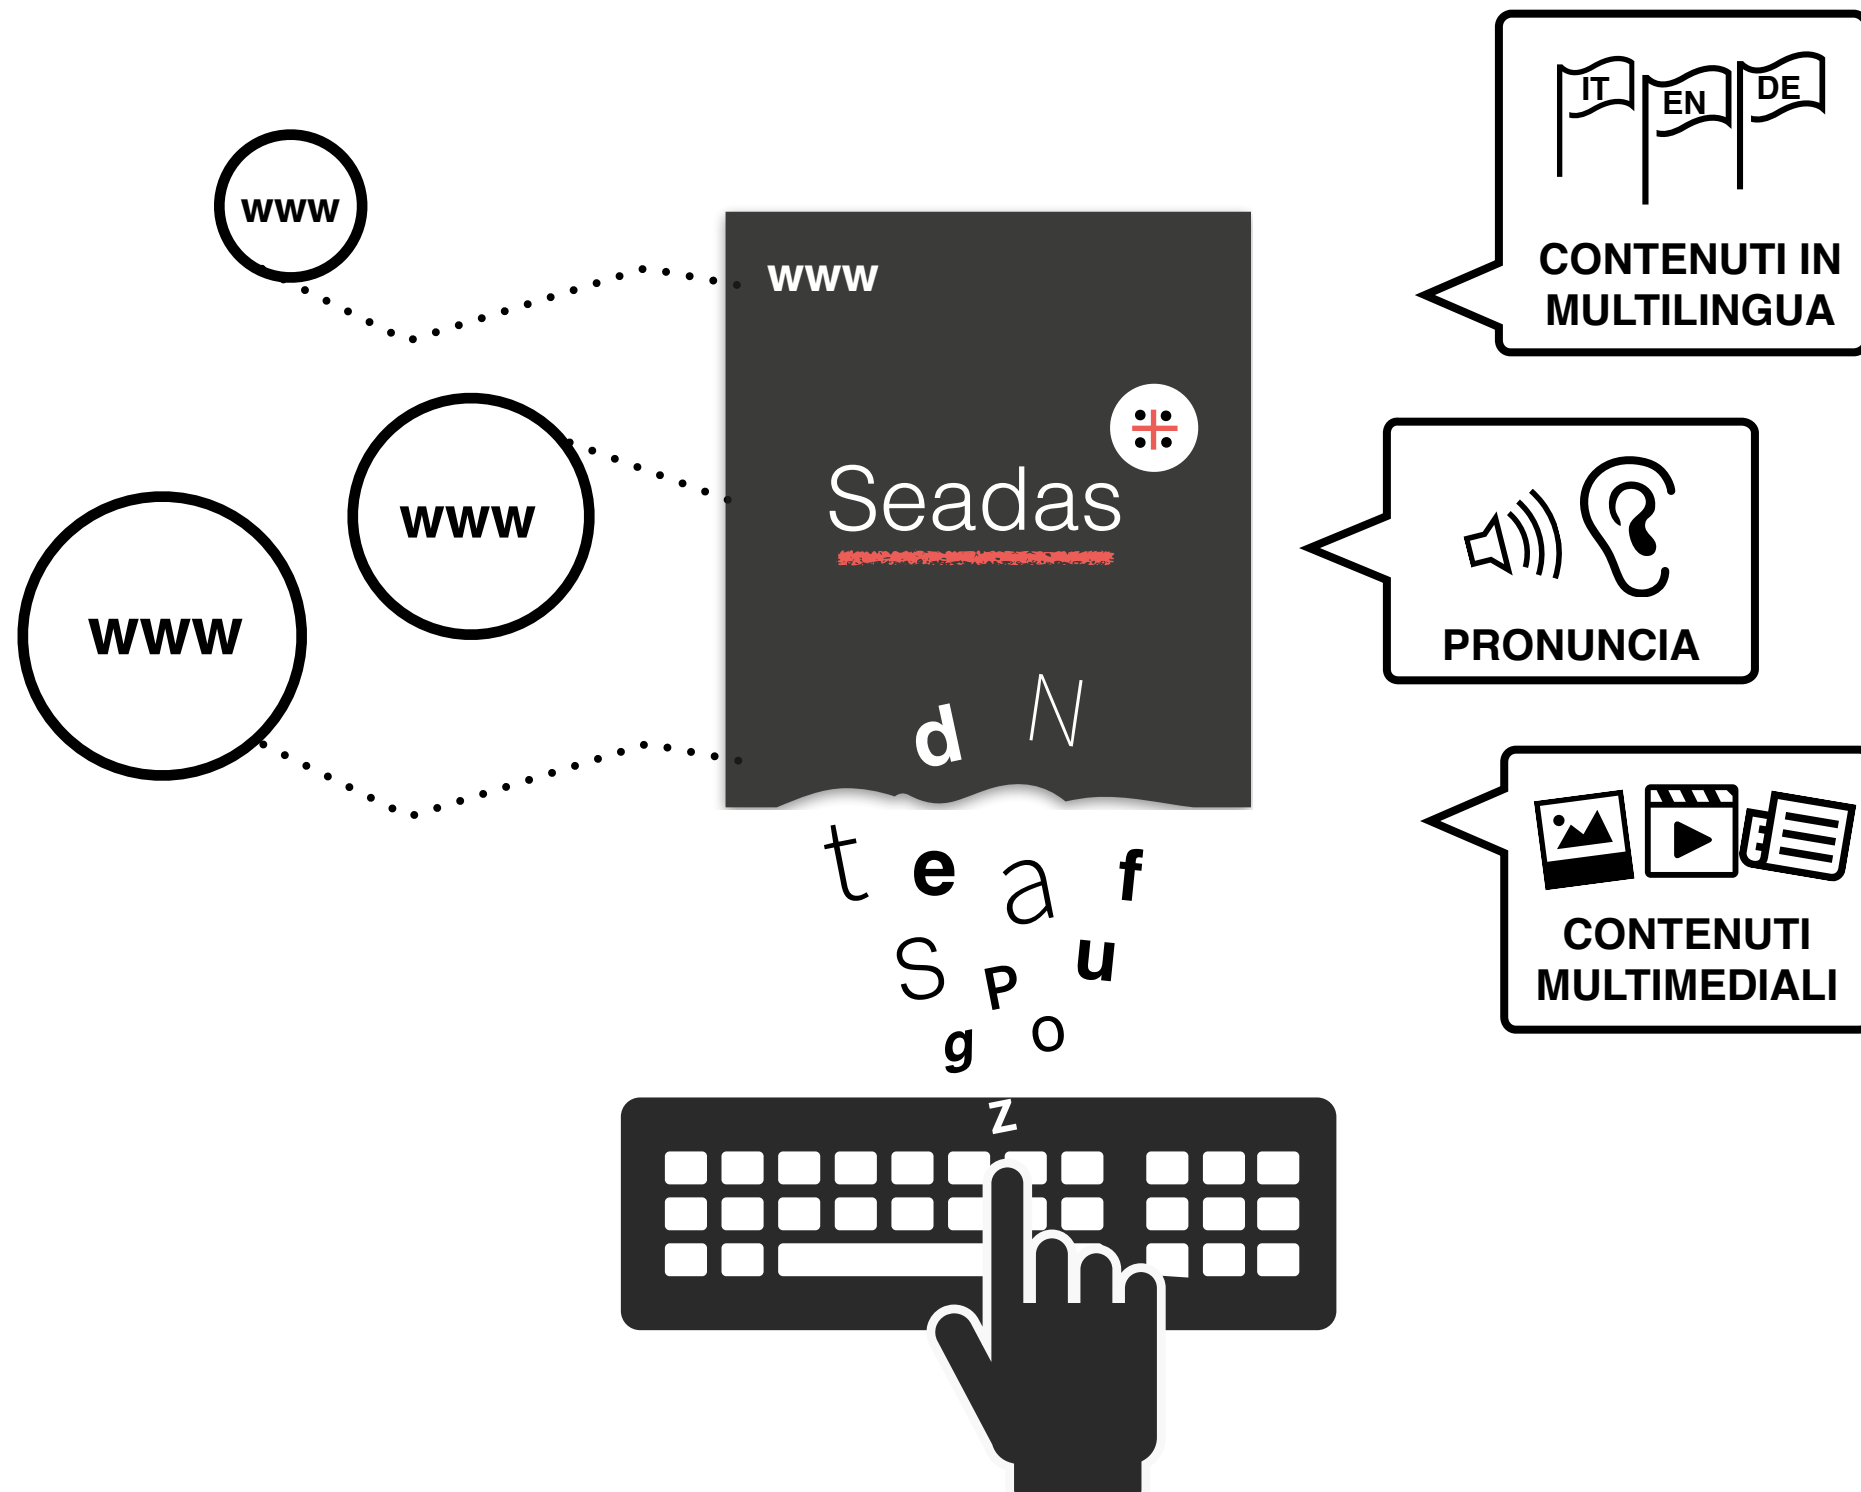 www
www
www
www
Seadas
d
N
t
e
a
f
s
P
u
g
o
z
IT
EN
DE
CONTENUTI IN
MULTILINGUA
PRONUNCIA
CONTENUTI
MULTIMEDIALI